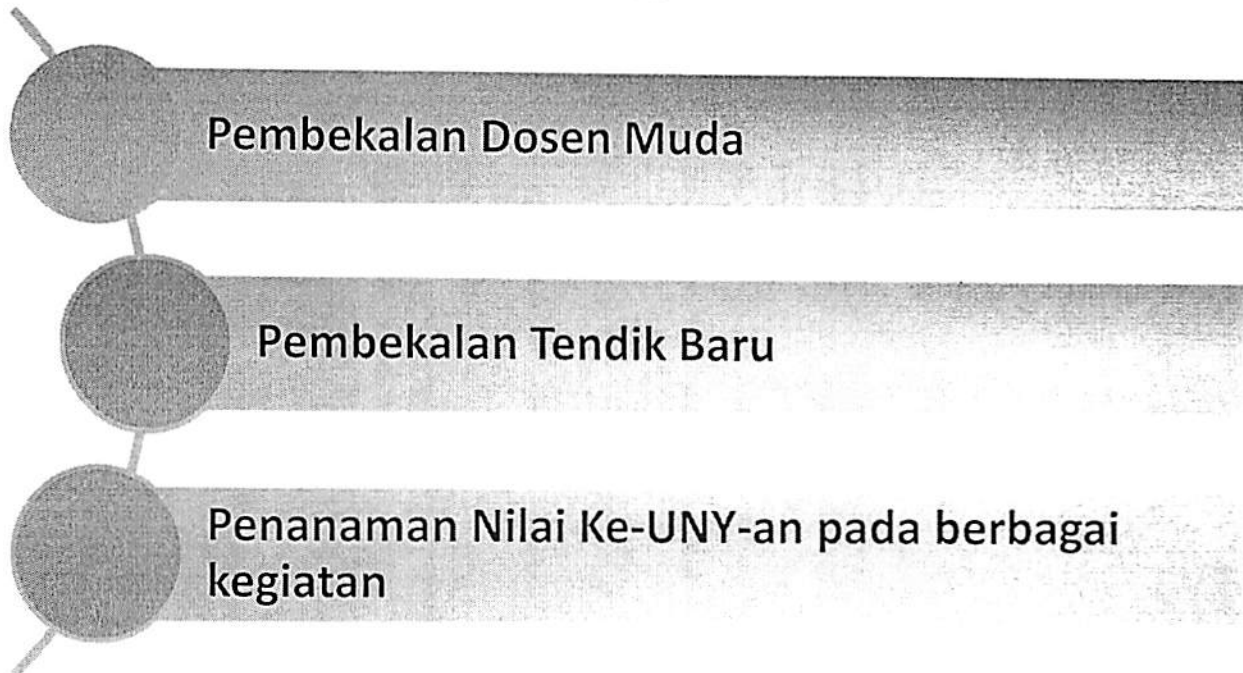 Pembekalan Dosen Muda
Pembekalan Tendik Baru
Penanaman Nilai Ke-UNY-an pada berbagai
kegiatan